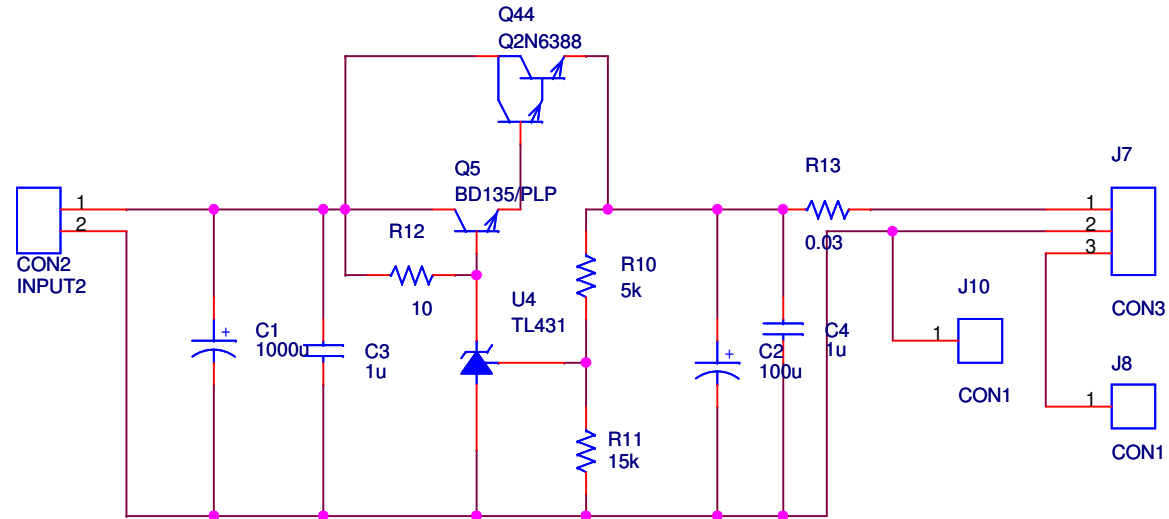 Q44
Q2N6388
Q5
BD135/PLP
R13
0.03
J7
1
2
3
CON3
1
2
CON2
INPUT2
R12
10
R10
5k
U4
TL431
J10
1
CON1
C1
1000u
+
C3
1u
C2
100u
+
C4
1u
J8
1
CON1
R11
15k